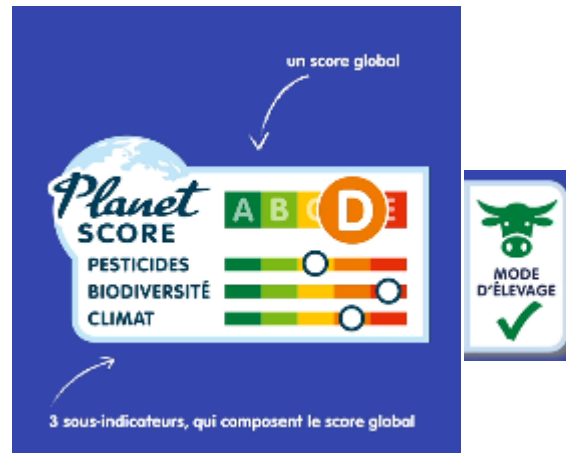 un score global
Planet
SCORE
A B C D E
PESTICIDES
BIODIVERSITÉ
CLIMAT
3 sous-indicateurs, qui composent le score global
MODE
D'ÉLEVAGE